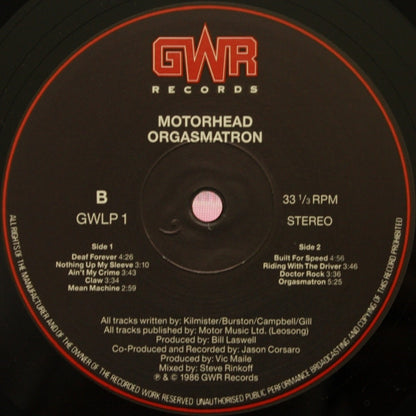 GWR
RECORDS
MOTORHEAD
ORGASMATRON
B
GWLP 1
33 1/3 RPM
STEREO
Side 1
Deaf Forever 4:26
Nothing Up My Sleeve 3:10
Ain't My Crime 3:43
Claw 3:34
Mean Machine 2:59
Side 2
Built For Speed 4:56
Riding With The Driver 3:46
Doctor Rock 3:36
Orgasmatron 5:25
All tracks written by: Kilmister/Burston/Campbell/Gill
All tracks published by: Motor Music Ltd. (Leosong)
Produced by: Bill Laswell
Co-Produced and Recorded by: Jason Corsaro
Produced by: Vic Maile
Mixed by: Steve Rinkoff
℗ & © 1986 GWR Records
ALL RIGHTS OF THE MANUFACTURER AND OF THE OWNER OF THE RECORDED WORK RESERVED UNAUTHORISED PUBLIC PERFORMANCE BROADCASTING AND COPYING OF THIS RECORD PROHIBITED